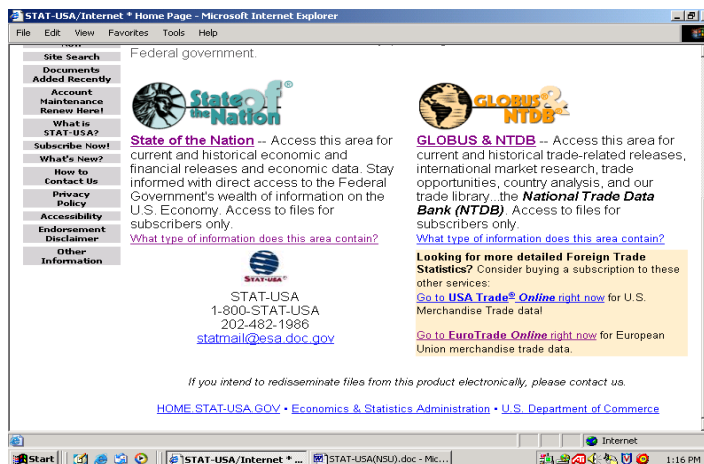 STAT-USA/Internet * Home Page - Microsoft Internet Explorer
File Edit View Favorites Tools Help
Site Search
Documents
Added Recently
Account
Maintenance
Renew Here!
What is
STAT-USA?
Subscribe Now!
What's New?
How to
Contact Us
Privacy
Policy
Accessibility
Endorsement
Disclaimer
Other
Information
Federal government.
State of
the Nation
State of the Nation -- Access this area for
current and historical economic and
financial releases and economic data. Stay
informed with direct access to the Federal
Government's wealth of information on the
U.S. Economy. Access to files for
subscribers only.
What type of information does this area contain?
STAT-USA®
STAT-USA
1-800-STAT-USA
202-482-1986
statmail@esa.doc.gov
GLOBUS &
NTDB
GLOBUS & NTDB -- Access this area for
current and historical trade-related releases,
international market research, trade
opportunities, country analysis, and our
trade library...the National Trade Data
Bank (NTDB). Access to files for
subscribers only.
What type of information does this area contain?
Looking for more detailed Foreign Trade
Statistics? Consider buying a subscription to these
other services:
Go to USA Trade® Online right now for U.S.
Merchandise Trade data!
Go to EuroTrade Online right now for European
Union merchandise trade data.
If you intend to redisseminate files from this product electronically, please contact us.
HOME.STAT-USA.GOV • Economics & Statistics Administration • U.S. Department of Commerce
Internet
Start STAT-USA/Internet * ... STAT-USA(NSU).doc - Mic... 1:16 PM